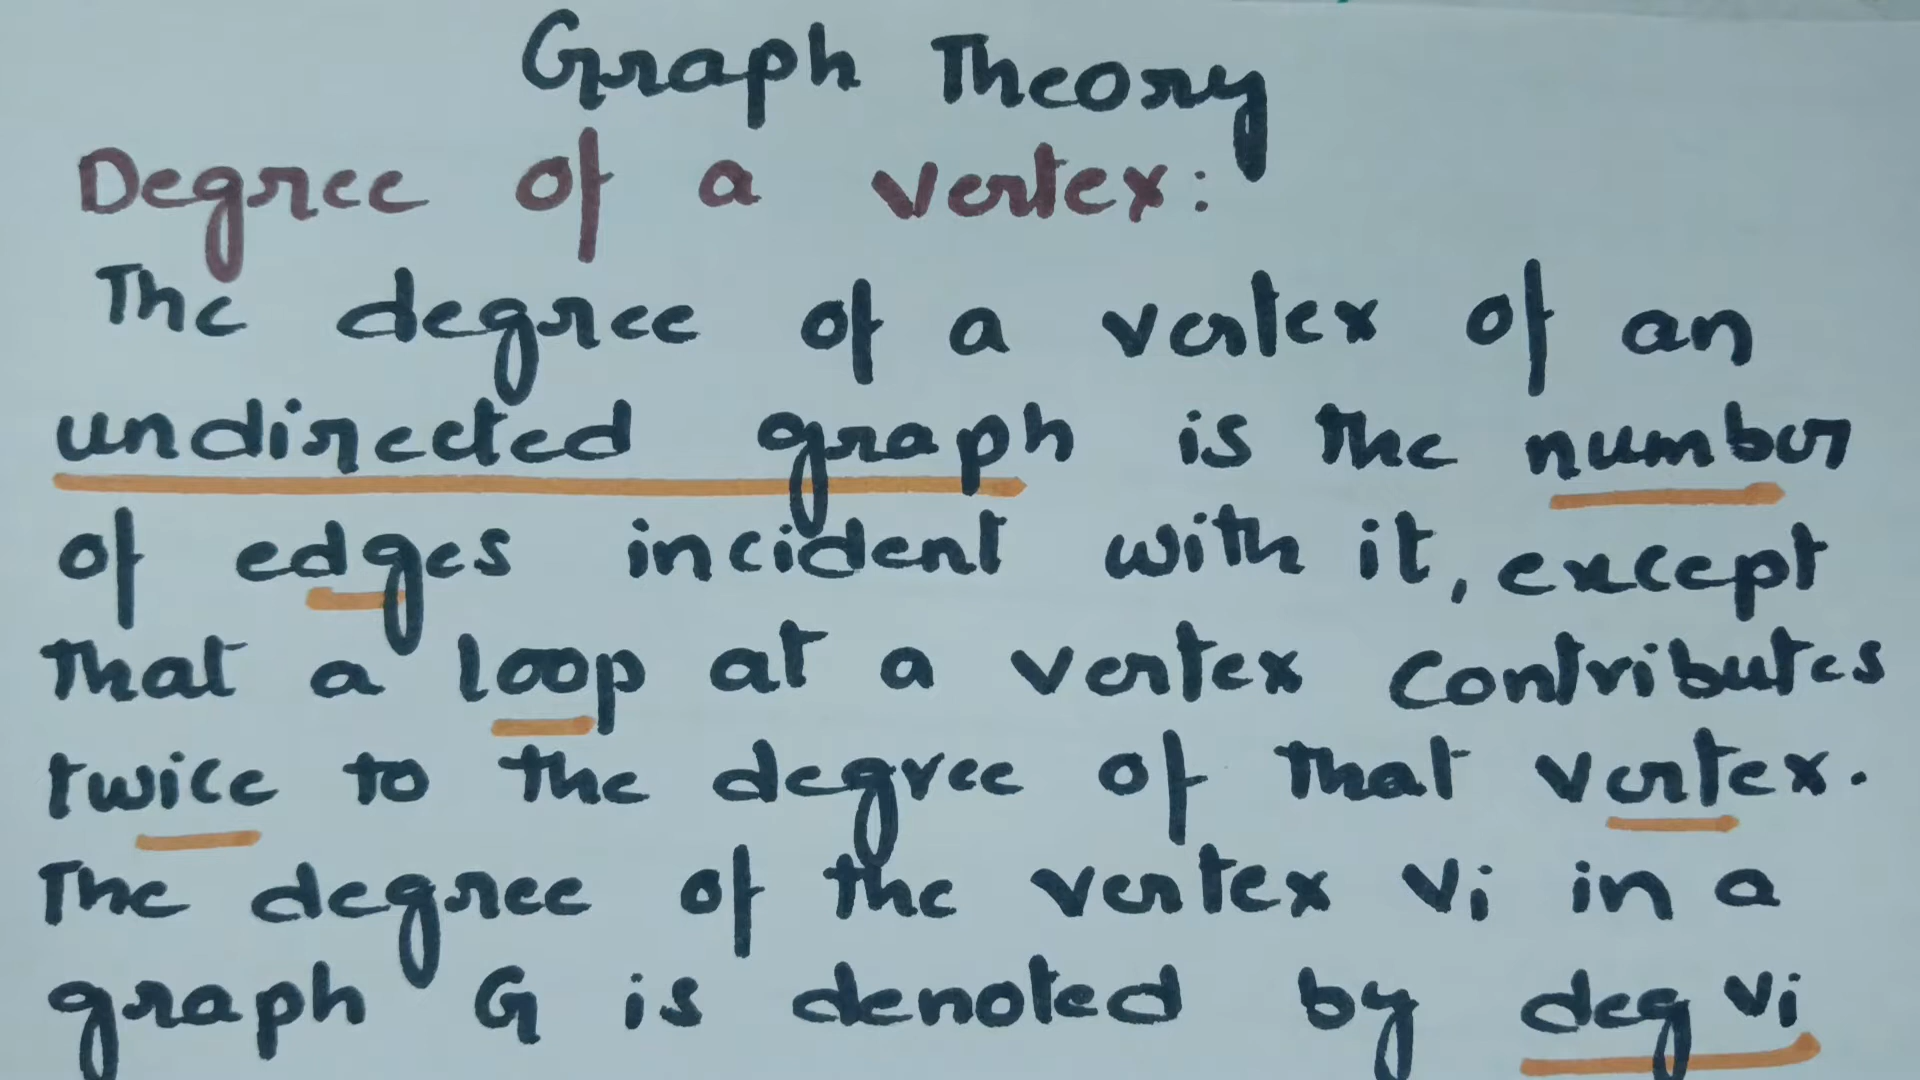 Graph Theory
Degree of a vertex:
The degree of a vertex of an
undirected graph is the number
of edges incident with it, except
that a loop at a vertex contributes
twice to the degree of that vertex.
The degree of the vertex vi in a
graph G is denoted by deg vi